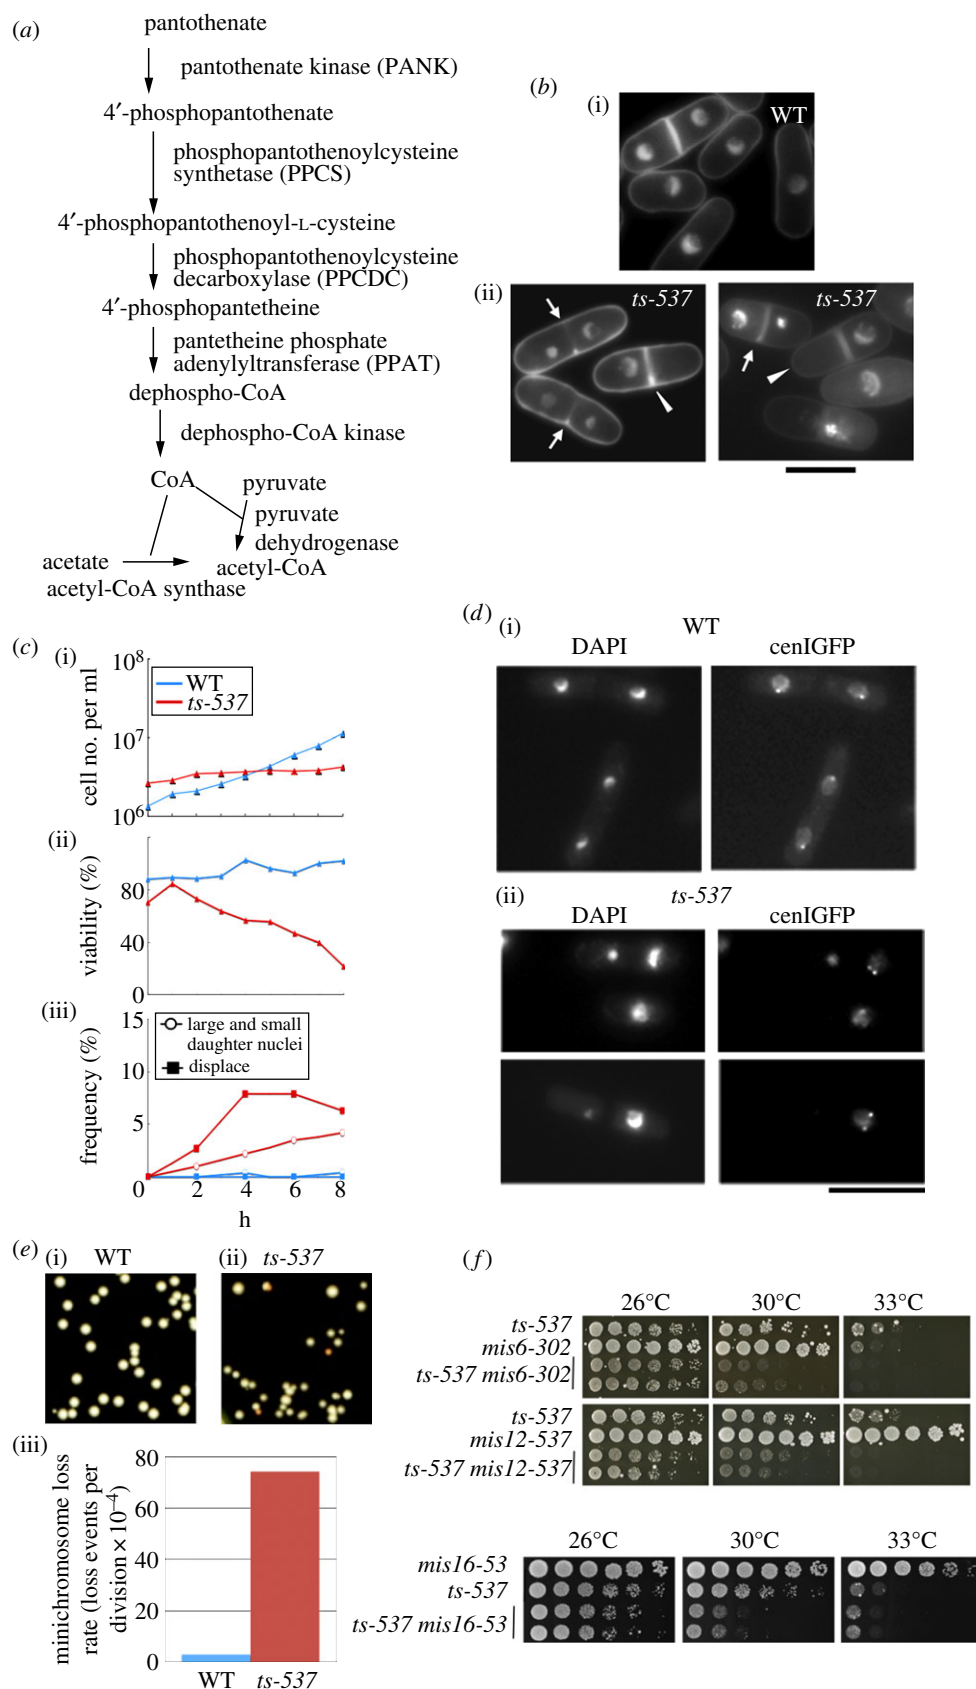 (a)
pantothenate
pantothenate kinase (PANK)
4′-phosphopantothenate
phosphopantothenoylcysteine
synthetase (PPCS)
4′-phosphopantothenoyl-L-cysteine
phosphopantothenoylcysteine
decarboxylase (PPCDC)
4′-phosphopantetheine
pantetheine phosphate
adenylyltransferase (PPAT)
dephospho-CoA
dephospho-CoA kinase
CoA
pyruvate
pyruvate
dehydrogenase
acetate
acetyl-CoA
acetyl-CoA synthase
(b)
(i)
WT
(ii)
ts-537
ts-537
(c)
(i)
10^8
10^7
10^6
cell no. per ml
WT
ts-537
(ii)
80
40
0
viability (%)
(iii)
15
10
5
0
frequency (%)
large and small
daughter nuclei
displace
2 4 6 8
h
(d)
(i)
WT
DAPI cenIGFP
(ii)
ts-537
DAPI cenIGFP
(e)
(i) WT
(ii) ts-537
(iii)
80
60
40
20
0
minichromosome loss
rate (loss events per
division × 10^−4)
WT ts-537
(f)
26°C 30°C 33°C
ts-537
mis6-302
ts-537 mis6-302
ts-537
mis12-537
ts-537 mis12-537
26°C 30°C 33°C
mis16-53
ts-537
ts-537 mis16-53